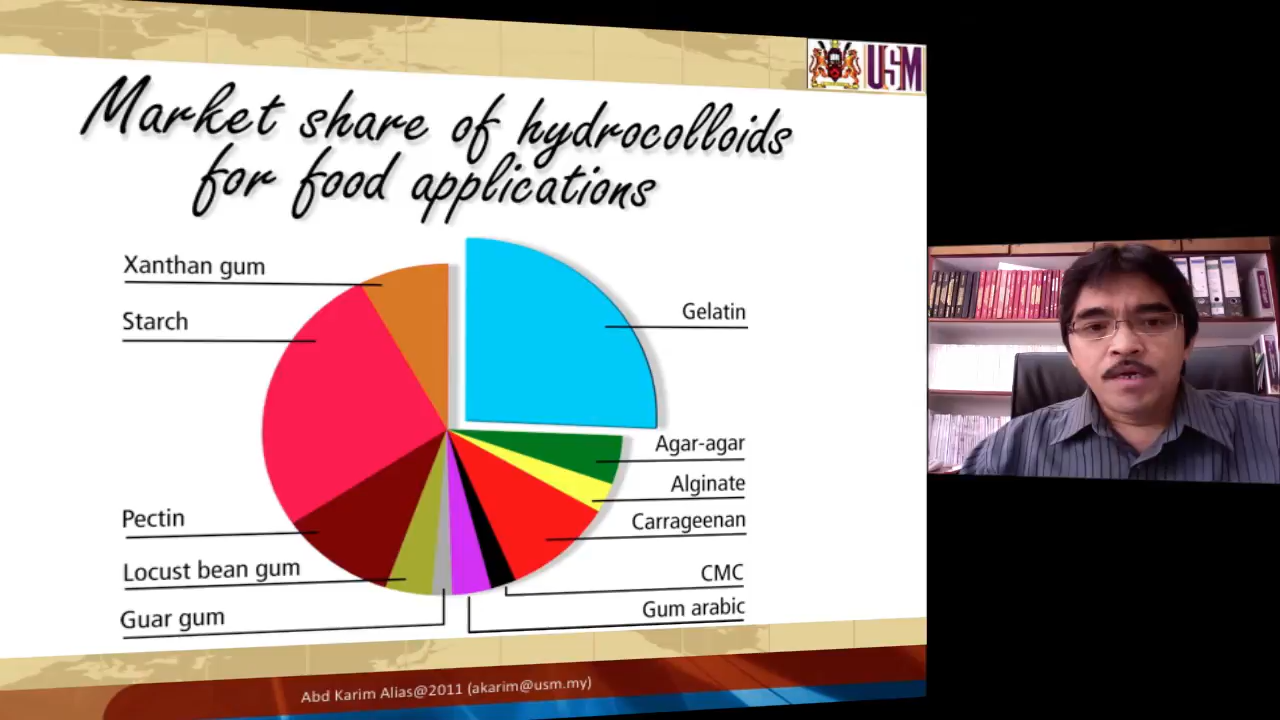 USM
Market share of hydrocolloids
for food applications
Xanthan gum
Starch
Gelatin
Agar-agar
Alginate
Carrageenan
Pectin
Locust bean gum
Guar gum
CMC
Gum arabic
Abd Karim Alias@2011 (akarim@usm.my)